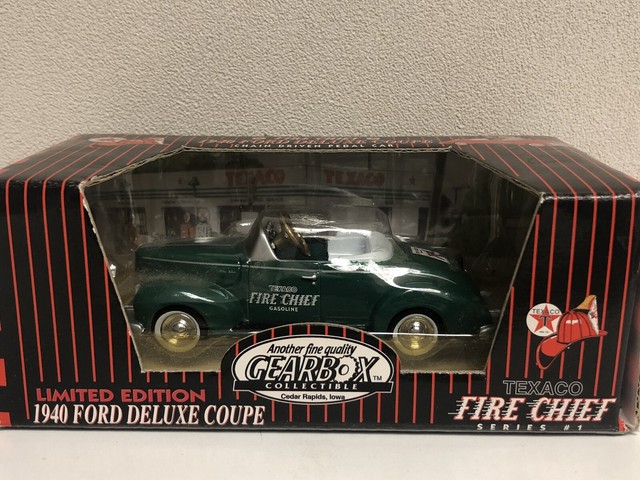 CHAIN DRIVEN PEDAL CAR
TEXACO
FIRE CHIEF
GASOLINE
TEXACO
Another fine quality
GEARBOX
TM
COLLECTIBLE
Cedar Rapids, Iowa
LIMITED EDITION
1940 FORD DELUXE COUPE
TEXACO
FIRE CHIEF
SERIES #1